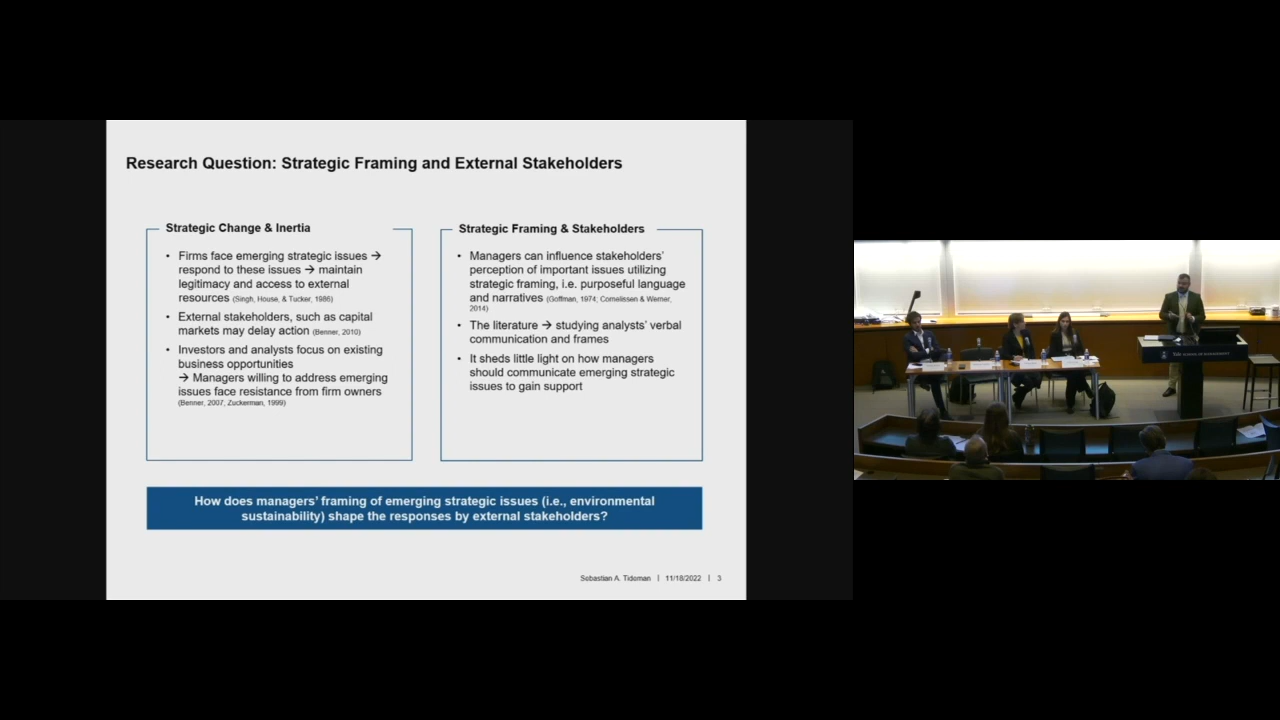 Research Question: Strategic Framing and External Stakeholders
Strategic Change & Inertia
• Firms face emerging strategic issues →
respond to these issues → maintain
legitimacy and access to external
resources (Singh, House, & Tucker, 1986)
• External stakeholders, such as capital
markets may delay action (Benner, 2010)
• Investors and analysts focus on existing
business opportunities
→ Managers willing to address emerging
issues face resistance from firm owners
(Benner, 2007; Zuckerman, 1999)
Strategic Framing & Stakeholders
• Managers can influence stakeholders'
perception of important issues utilizing
strategic framing, i.e. purposeful language
and narratives (Goffman, 1974; Cornelissen & Werner,
2014)
• The literature → studying analysts' verbal
communication and frames
• It sheds little light on how managers
should communicate emerging strategic
issues to gain support
How does managers' framing of emerging strategic issues (i.e., environmental
sustainability) shape the responses by external stakeholders?
Sebastian A. Tideman | 11/18/2022 | 3
Yale SCHOOL OF MANAGEMENT